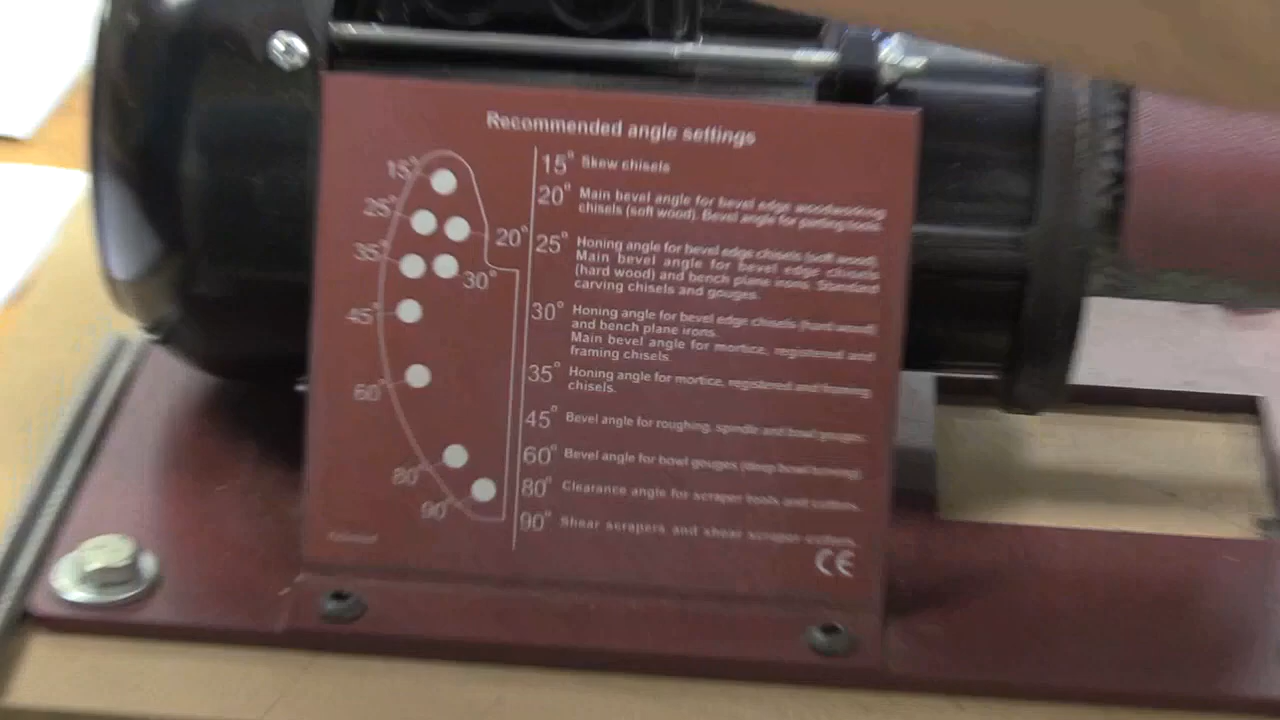 Recommended angle settings
15°
25°
20°
35°
30°
45°
60°
80°
90°
15° Skew chisels
20° Main bevel angle for bevel edge woodworking
chisels (soft wood). Bevel angle for parting tools.
25° Honing angle for bevel edge chisels (soft wood)
Main bevel angle for bevel edge chisels
(hard wood) and bench plane irons. Standard
carving chisels and gouges.
30° Honing angle for bevel edge chisels (hard wood)
and bench plane irons.
Main bevel angle for mortice, registered and
framing chisels.
35° Honing angle for mortice, registered and framing
chisels.
45° Bevel angle for roughing, spindle and bowl gouges.
60° Bevel angle for bowl gouges (deep bowl turning).
80° Clearance angle for scraper tools and cutters.
90° Shear scrapers and shear scraper cutters.
CE